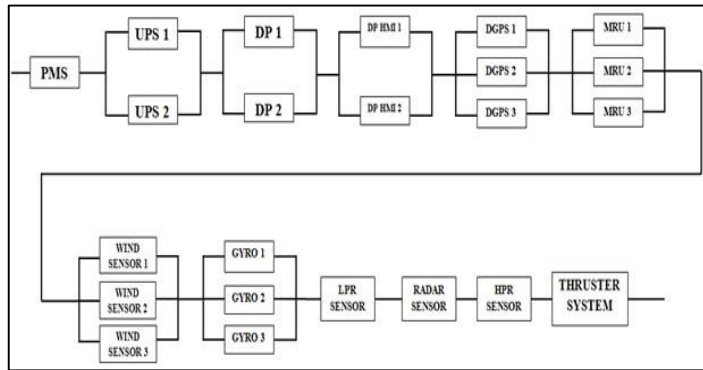 PMS
UPS 1
UPS 2
DP 1
DP 2
DP HMI 1
DP HMI 2
DGPS 1
DGPS 2
DGPS 3
MRU 1
MRU 2
MRU 3
WIND
SENSOR 1
WIND
SENSOR 2
WIND
SENSOR 3
GYRO 1
GYRO 2
GYRO 3
LPR
SENSOR
RADAR
SENSOR
HPR
SENSOR
THRUSTER
SYSTEM